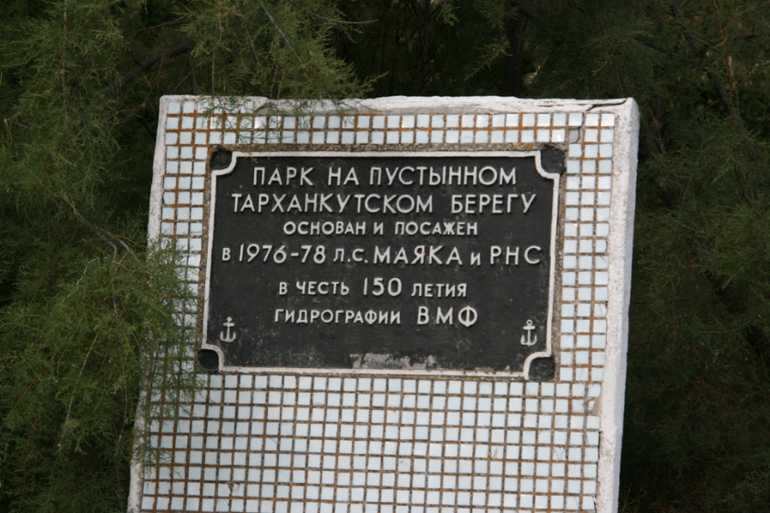 ПАРК НА ПУСТЫННОМ
ТАРХАНКУТСКОМ БЕРЕГУ
ОСНОВАН И ПОСАЖЕН
В 1976-78 Л.С. МАЯКА И РНС
В ЧЕСТЬ 150 ЛЕТИЯ
ГИДРОГРАФИИ ВМФ